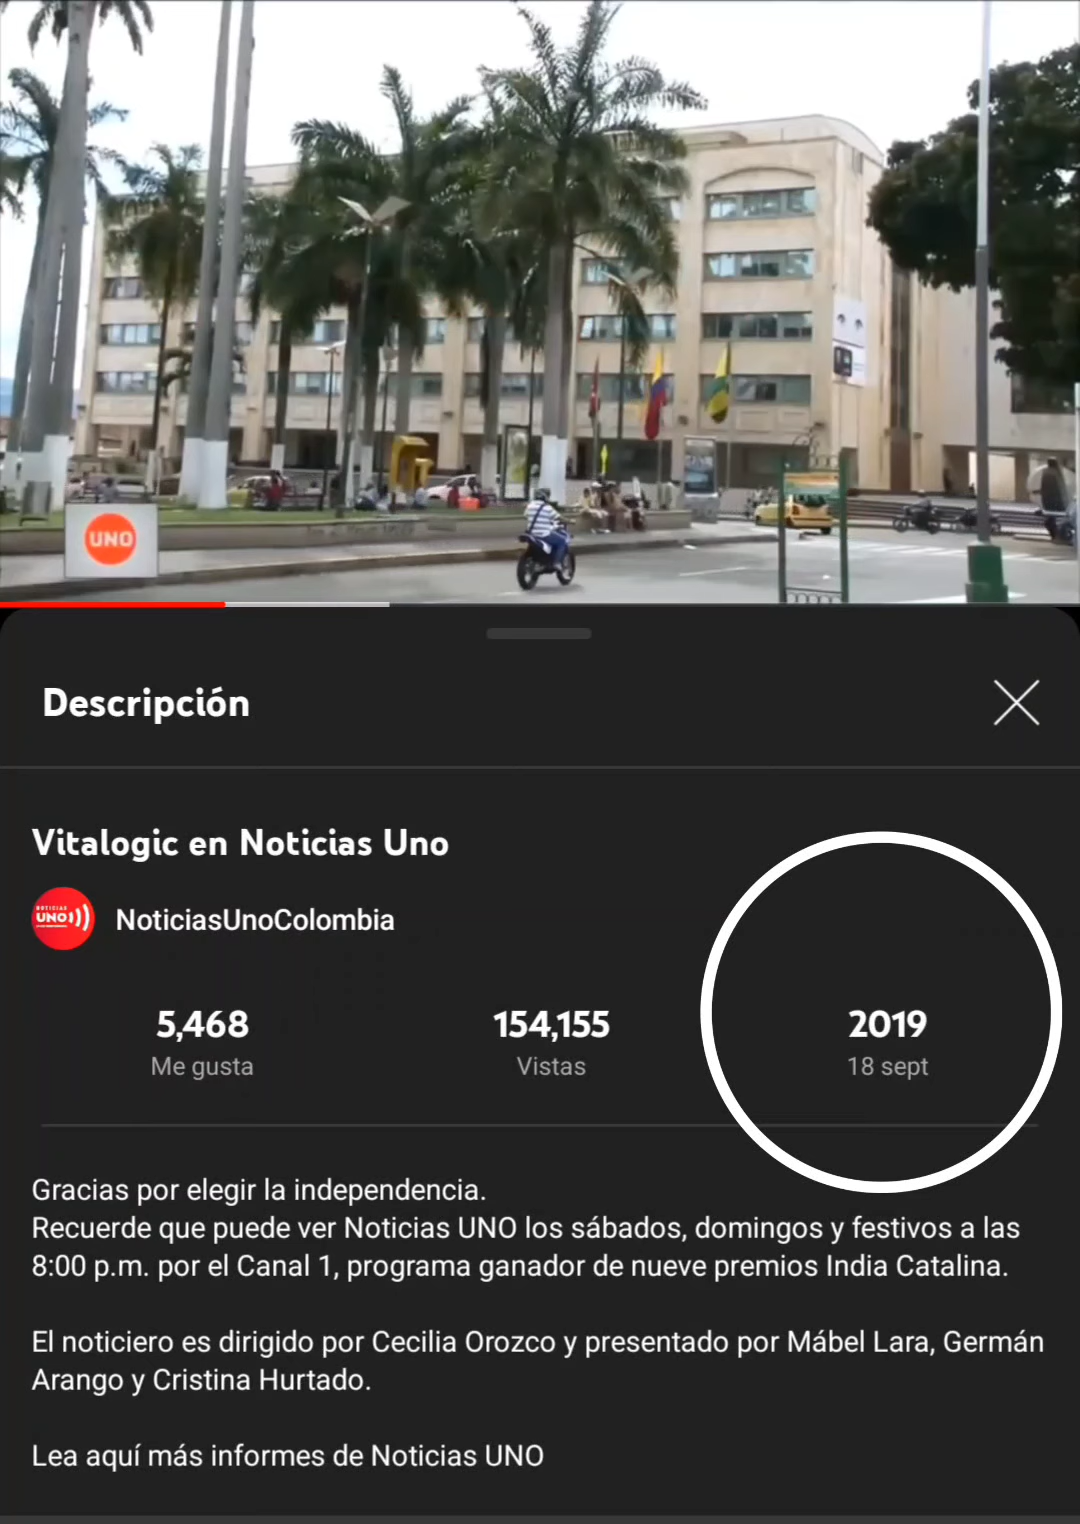 UNO
Descripción
Vitalogic en Noticias Uno
NOTICIAS
UNO
NoticiasUnoColombia
5,468
154,155
2019
Me gusta
Vistas
18 sept
Gracias por elegir la independencia.
Recuerde que puede ver Noticias UNO los sábados, domingos y festivos a las
8:00 p.m. por el Canal 1, programa ganador de nueve premios India Catalina.
El noticiero es dirigido por Cecilia Orozco y presentado por Mábel Lara, Germán
Arango y Cristina Hurtado.
Lea aquí más informes de Noticias UNO